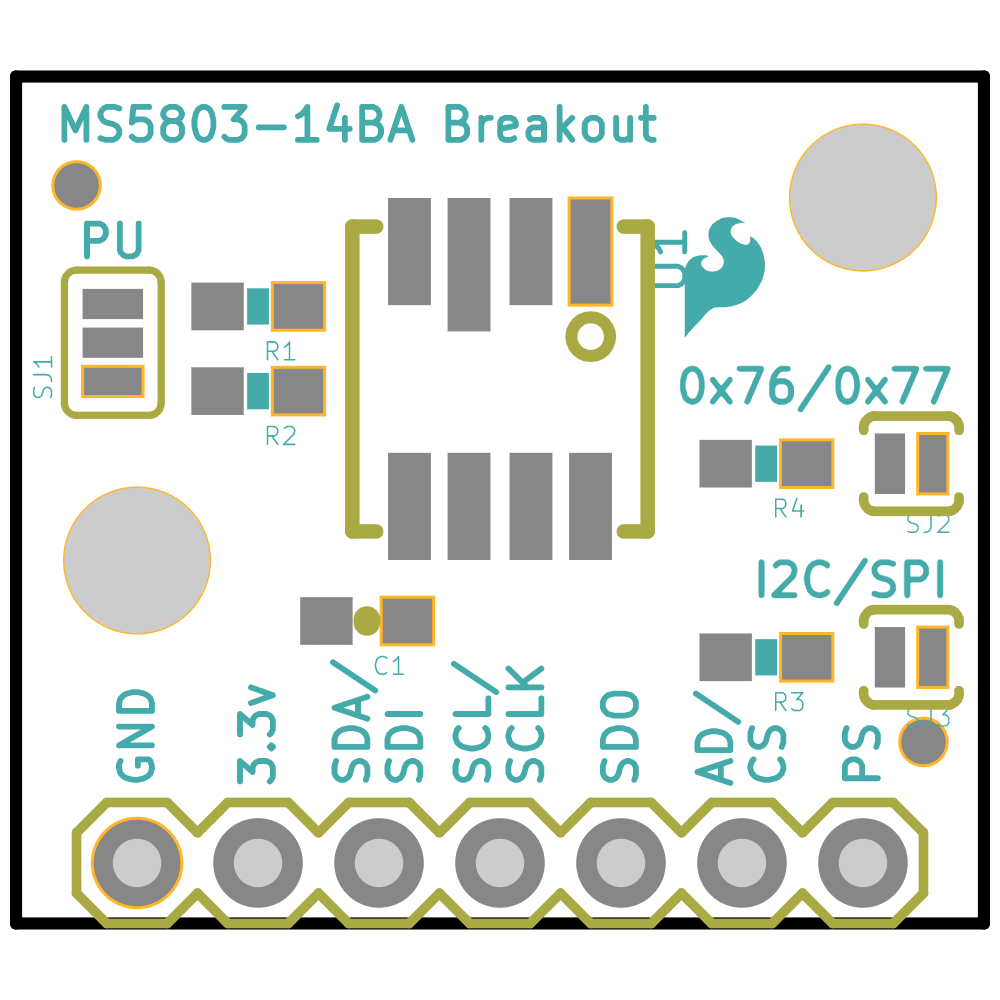 MS5803-14BA Breakout
PU
U1
R1
SJ1
0x76/0x77
R2
R4
SJ2
I2C/SPI
C1
R3
SJ3
GND
3.3v
SDA/
SDI
SCL/
SCLK
SDO
AD/
CS
PS